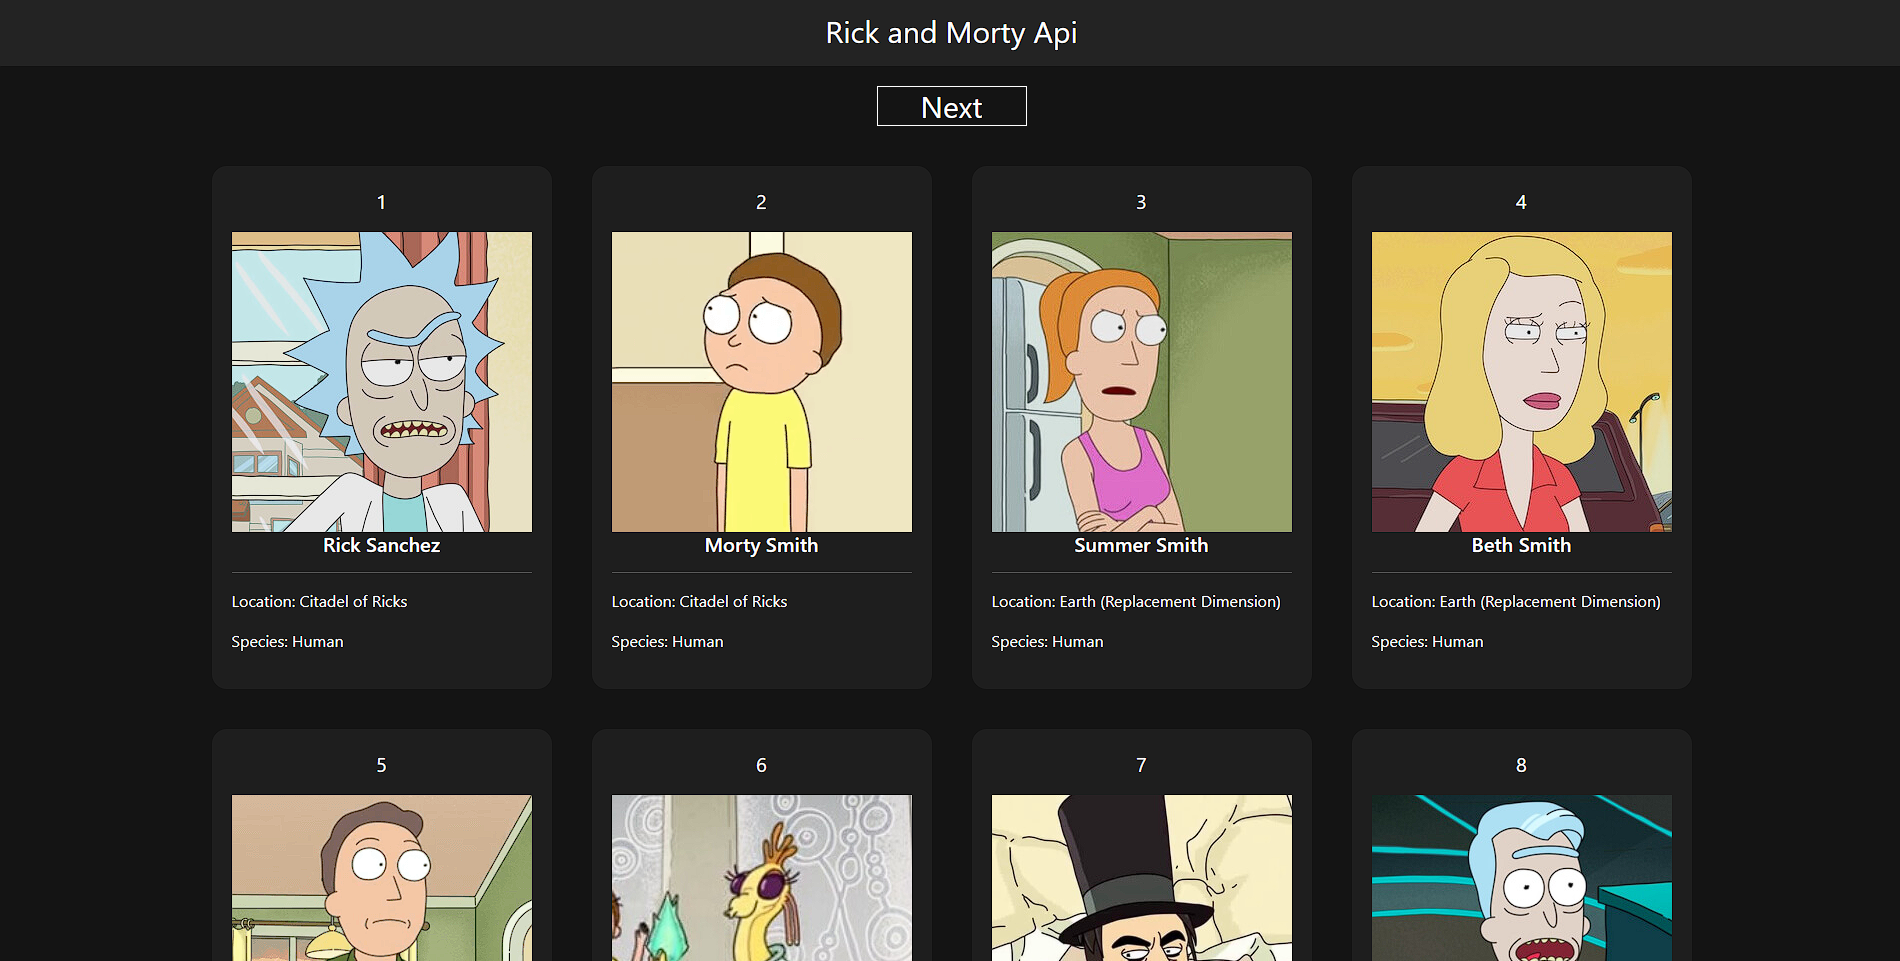 Rick and Morty Api
Next
1
2
3
4
Rick Sanchez
Morty Smith
Summer Smith
Beth Smith
Location: Citadel of Ricks
Location: Citadel of Ricks
Location: Earth (Replacement Dimension)
Location: Earth (Replacement Dimension)
Species: Human
Species: Human
Species: Human
Species: Human
5
6
7
8